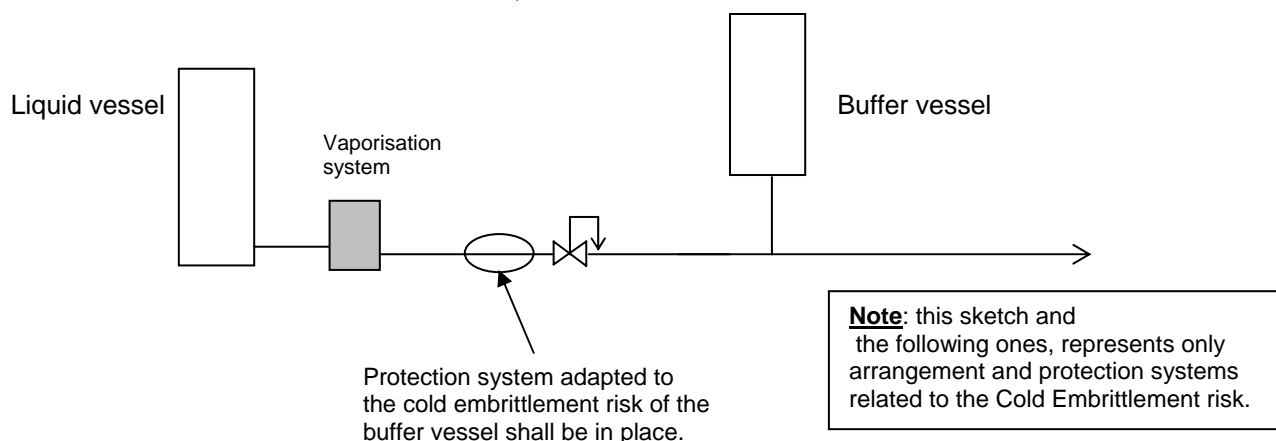 Liquid vessel
Buffer vessel
Vaporisation
system
Note: this sketch and
the following ones, represents only
arrangement and protection systems
related to the Cold Embrittlement risk.
Protection system adapted to
the cold embrittlement risk of the
buffer vessel shall be in place.